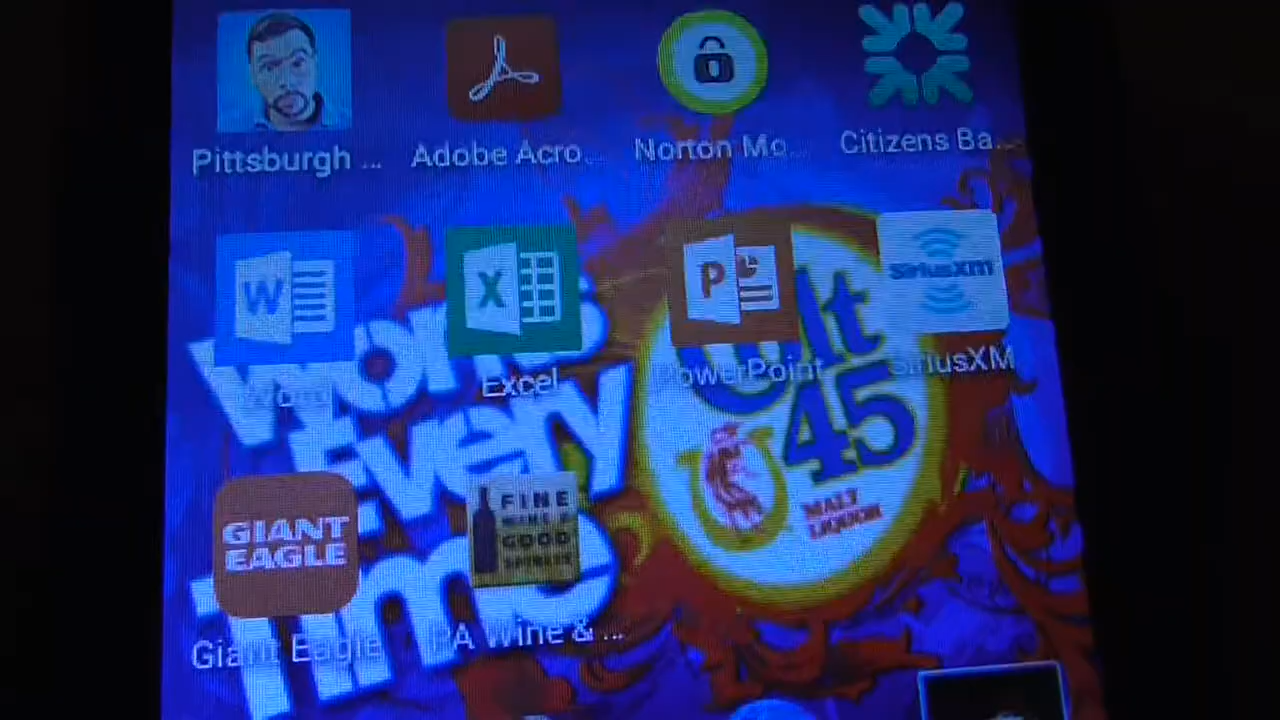 Pittsburgh ...
Adobe Acro...
Norton Mo...
Citizens Ba...
W
X
P
SiriusXM
Word
Excel
PowerPoint
SiriusXM
Works
Every
Time
Colt
45
MALT
LIQUOR
GIANT
EAGLE
FINE
WINE &
GOOD
SPIRITS
Giant Eagle
PA Wine & ...